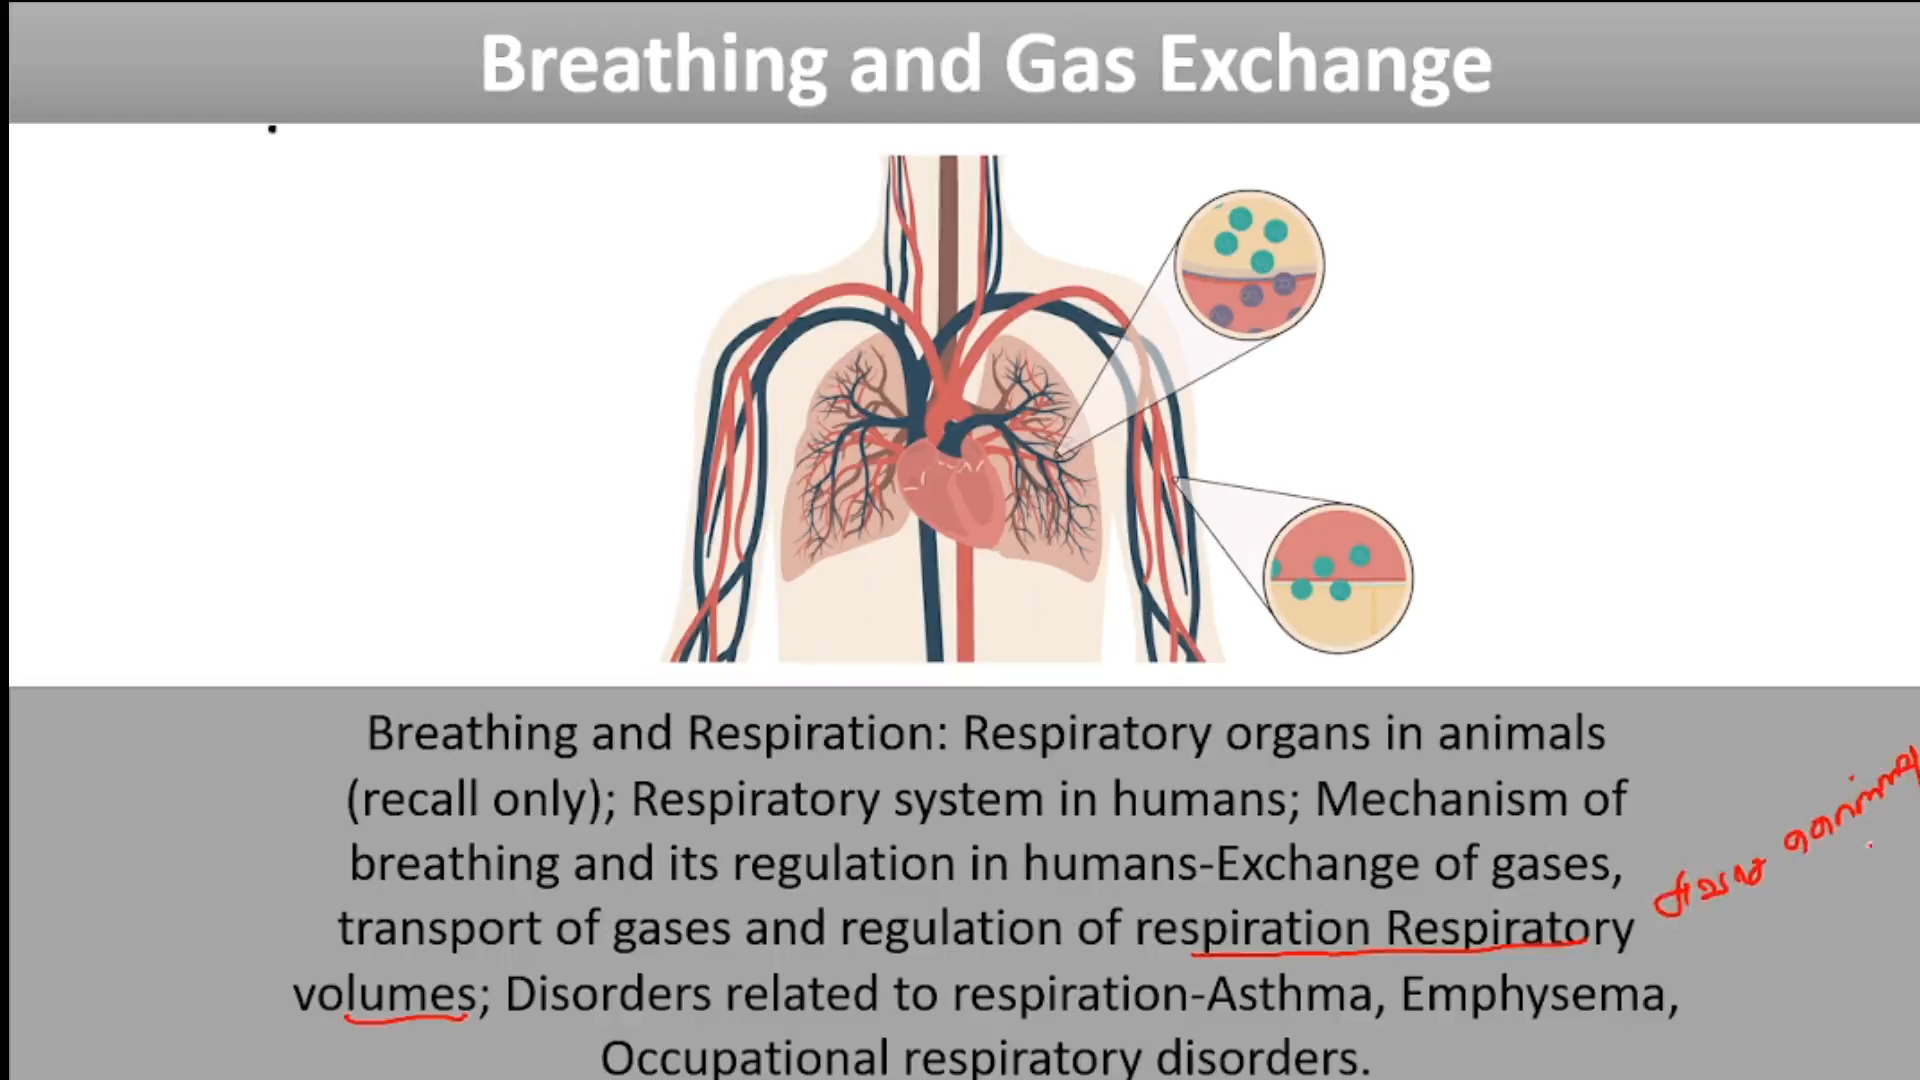 Breathing and Gas Exchange
Breathing and Respiration: Respiratory organs in animals
(recall only); Respiratory system in humans; Mechanism of
breathing and its regulation in humans-Exchange of gases,
transport of gases and regulation of respiration Respiratory
volumes; Disorders related to respiration-Asthma, Emphysema,
Occupational respiratory disorders.